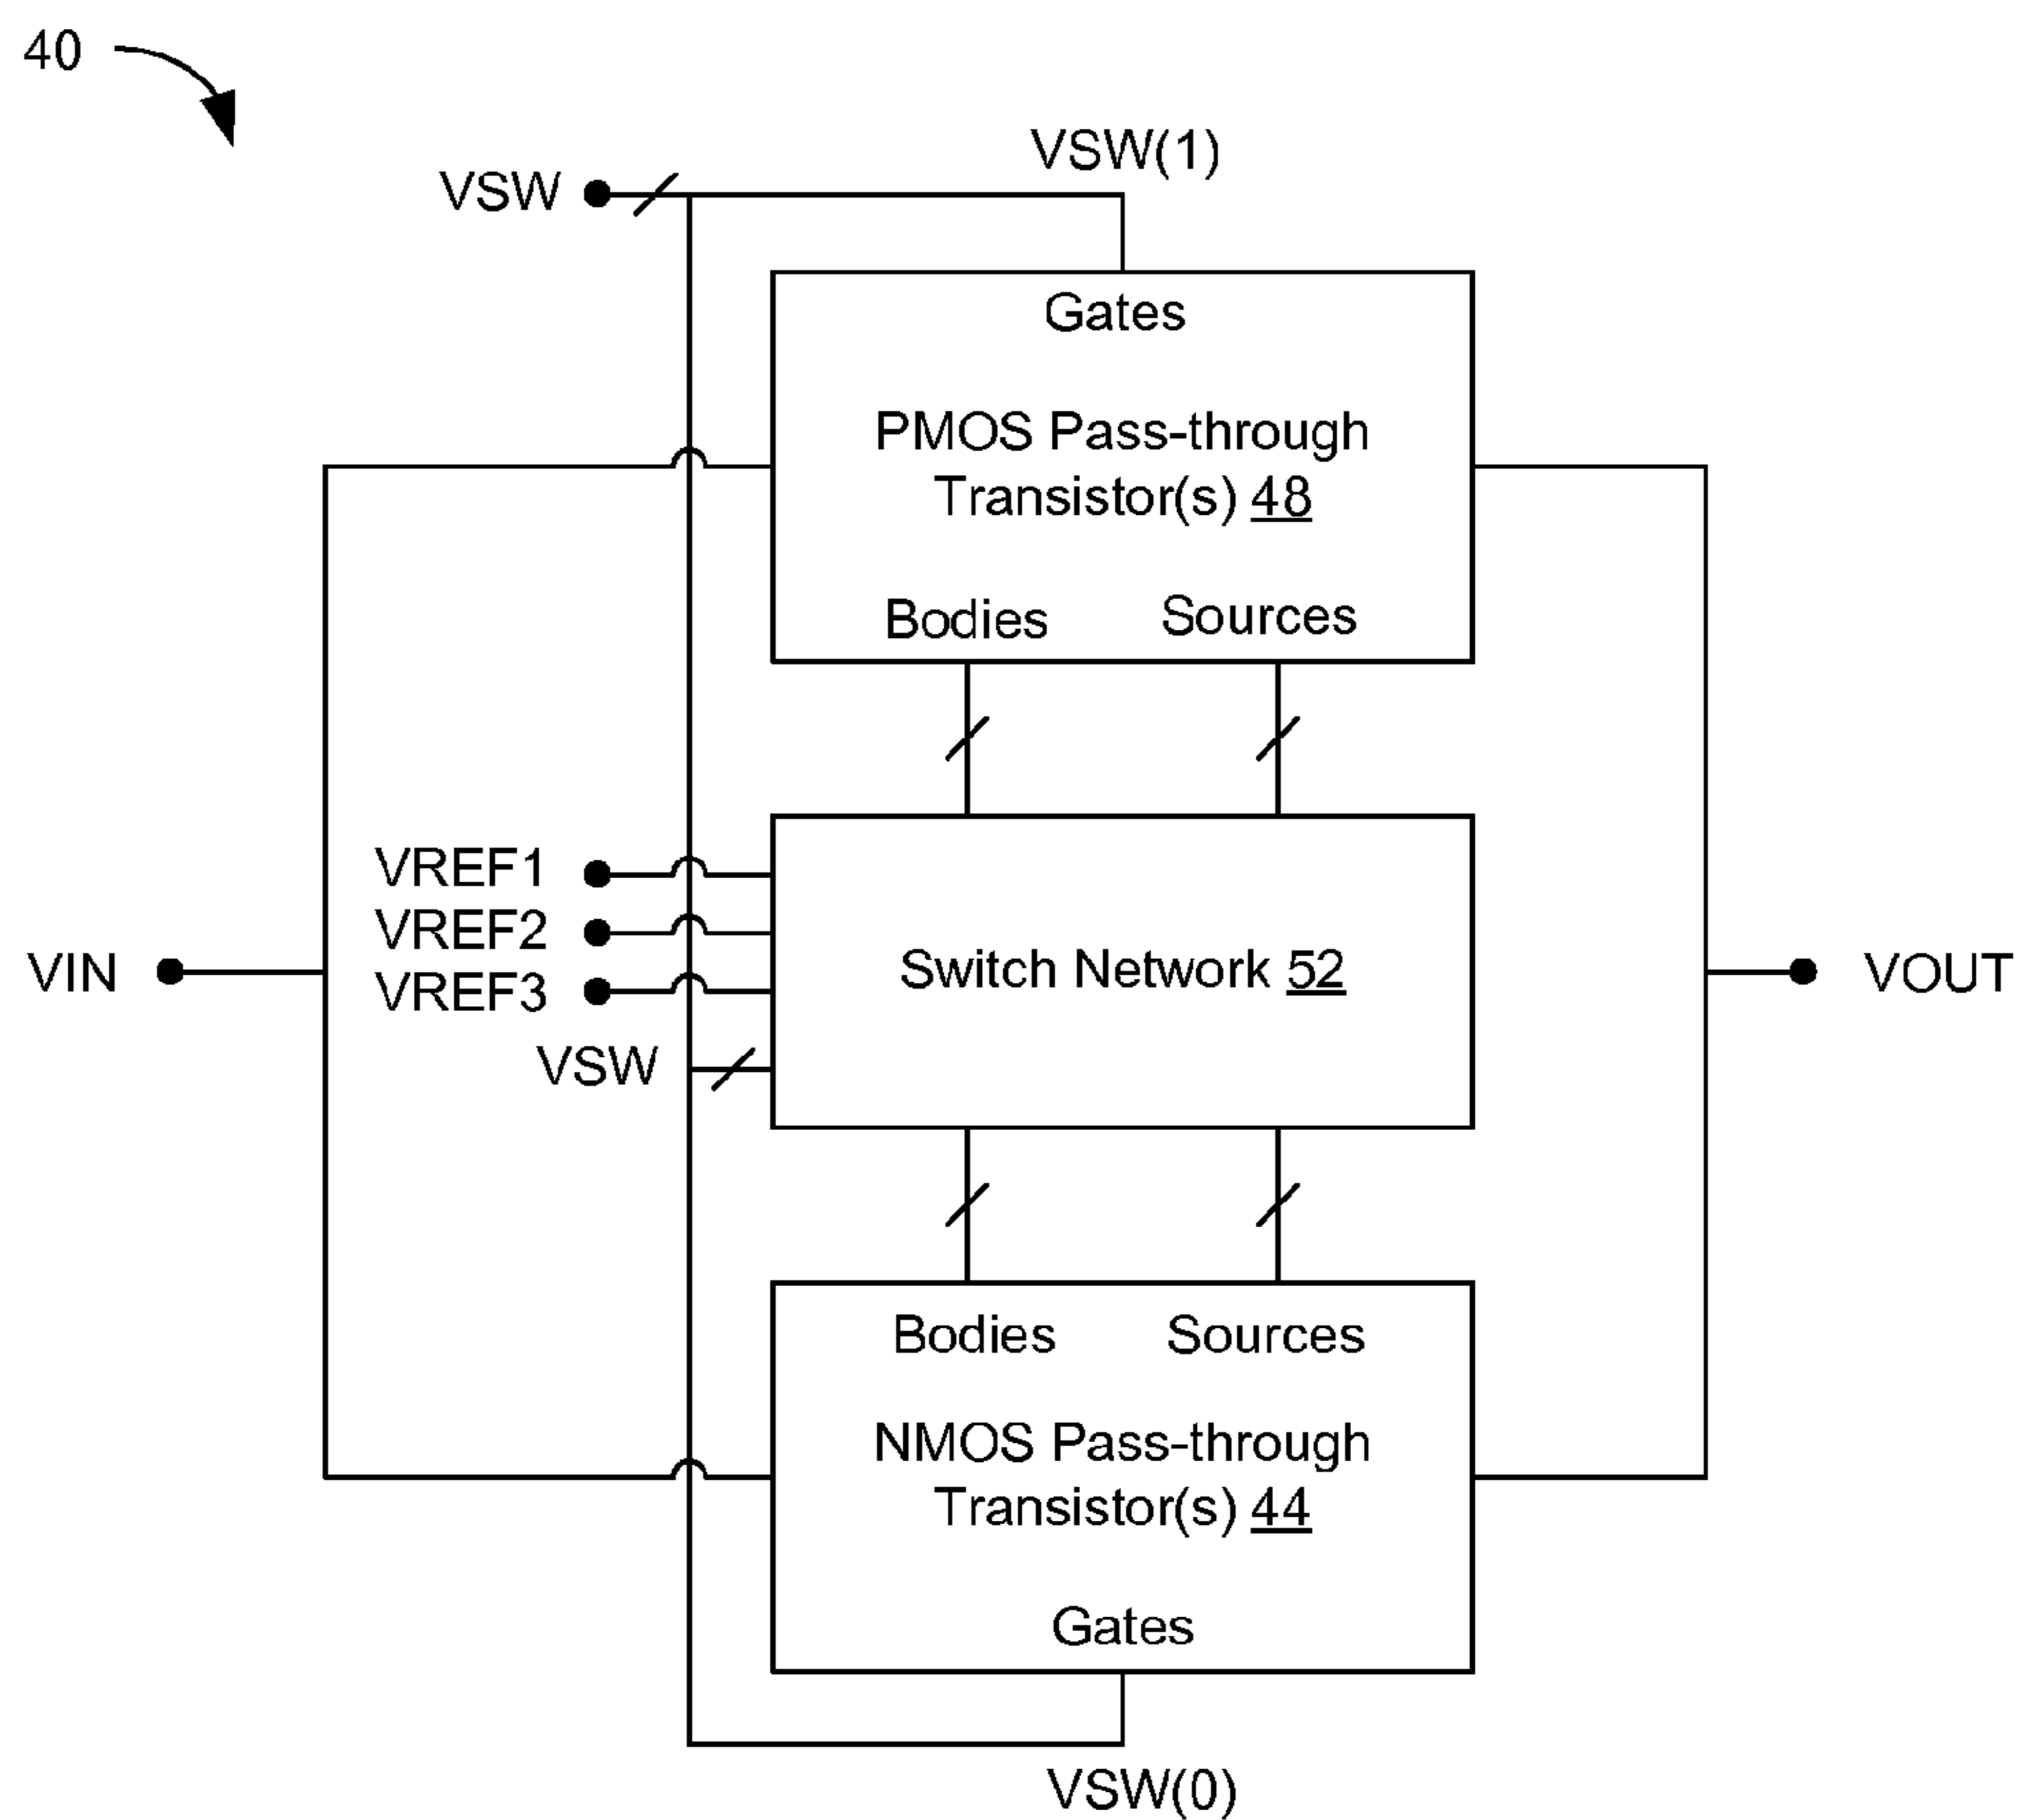 40
VSW(1)
VSW
Gates
PMOS Pass-through
Transistor(s) 48
Bodies Sources
VREF1
VREF2
VREF3
VIN
Switch Network 52
VOUT
VSW
Bodies Sources
NMOS Pass-through
Transistor(s) 44
Gates
VSW(0)